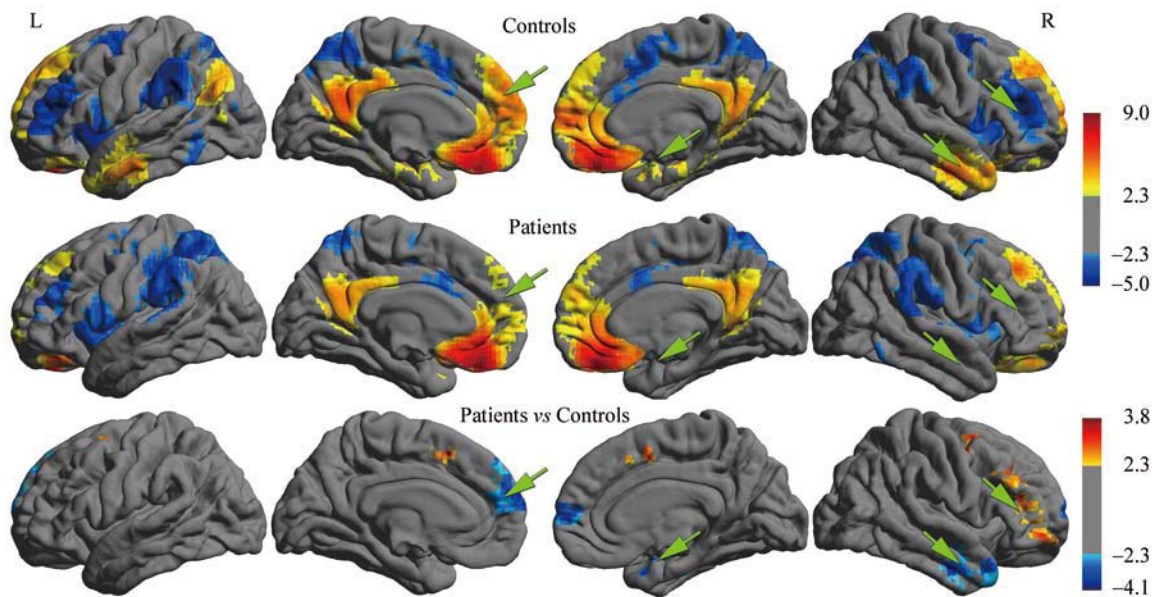 L
Controls
R
9.0
2.3
−2.3
−5.0
Patients
Patients vs Controls
3.8
2.3
−2.3
−4.1